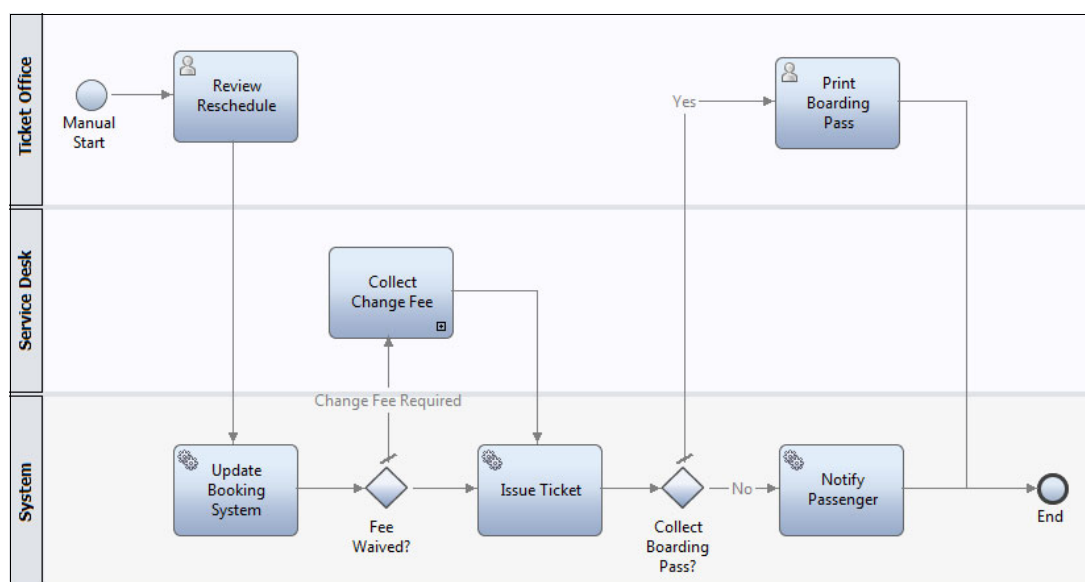 Ticket Office
Manual
Start
Review
Reschedule
Yes
Print
Boarding
Pass
Service Desk
Collect
Change Fee
Change Fee Required
System
Update
Booking
System
Fee
Waived?
Issue Ticket
Collect
Boarding
Pass?
No
Notify
Passenger
End